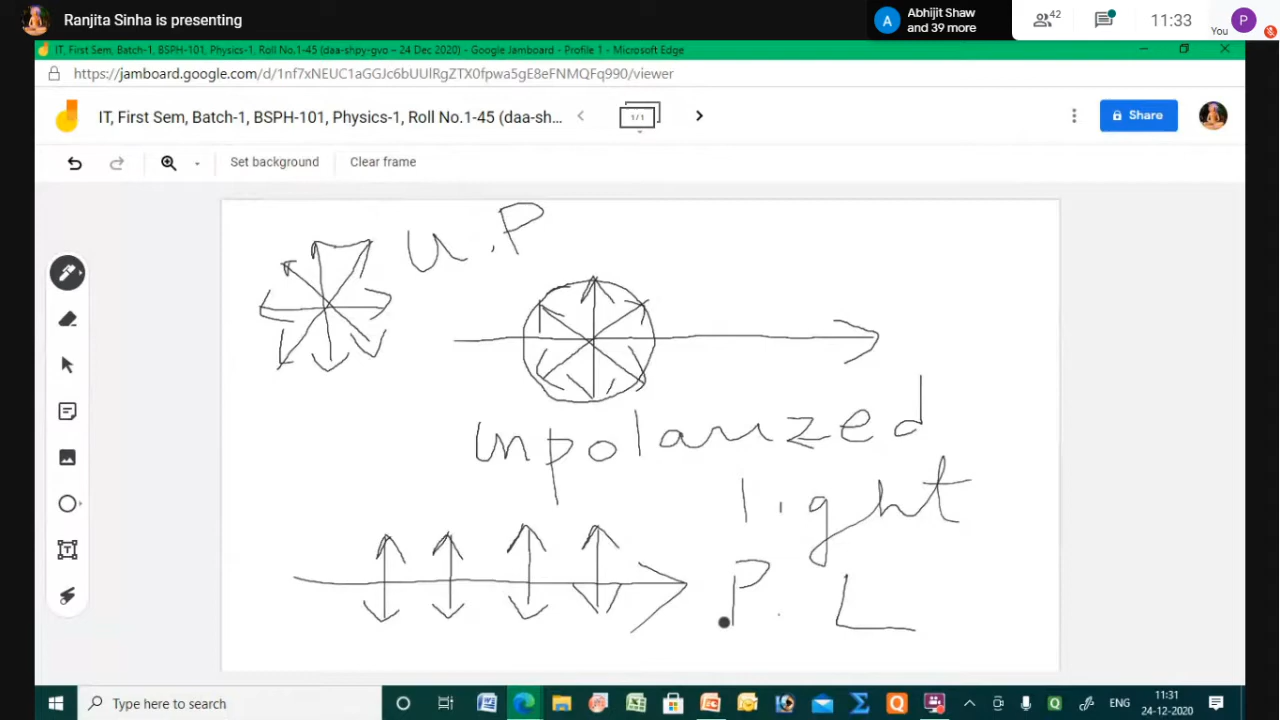 Ranjita Sinha is presenting
A
Abhijit Shaw
and 39 more
42
11:33
You
P
IT, First Sem, Batch-1, BSPH-101, Physics-1, Roll No.1-45 (daa-shpy-gvo – 24 Dec 2020) - Google Jamboard - Profile 1 - Microsoft Edge
https://jamboard.google.com/d/1nf7xNEUC1aGGJc6bUUlRgZTX0fpwa5gE8eFNMQFq990/viewer
IT, First Sem, Batch-1, BSPH-101, Physics-1, Roll No.1-45 (daa-sh...
1/1
Share
Set background
Clear frame
U.P
unpolarized
light
P. L
Type here to search
ENG
11:31
24-12-2020